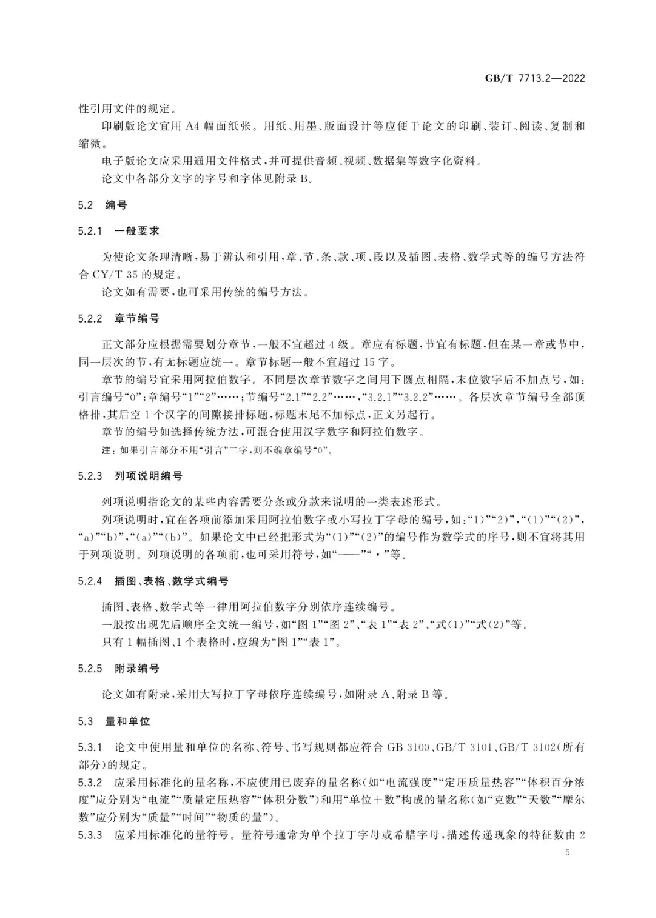 GB/T 7713.2—2022
性引用文件的规定。
印刷版论文宜用 A4 幅面纸张。用纸、用墨、版面设计等应便于论文的印刷、装订、阅读、复制和
缩微。
电子版论文应采用通用文件格式,并可提供音频、视频、数据集等数字化资料。
论文中各部分文字的字号和字体见附录 B。
5.2 编号
5.2.1 一般要求
为使论文条理清晰,易于辨认和引用,章、节、条、款、项、段以及插图、表格、数学式等的编号方法符
合 CY/T 35 的规定。
论文如有需要,也可采用传统的编号方法。
5.2.2 章节编号
正文部分应根据需要划分章节,一般不宜超过 4 级。章应有标题,节宜有标题,但在某一章或节中,
同一层次的节,有无标题应统一。章节标题一般不宜超过 15 字。
章节的编号宜采用阿拉伯数字。不同层次章节数字之间用下圆点相隔,末位数字后不加点号,如:
引言编号“0”;章编号“1”“2”……;节编号“2.1”“2.2”……,“3.2.1”“3.2.2”……。各层次章节编号全部顶
格排,其后空 1 个汉字的间隙接排标题,标题末尾不加标点,正文另起行。
章节的编号如选择传统方法,可混合使用汉字数字和阿拉伯数字。
注:如果引言部分不用“引言”二字,则不编章编号“0”。
5.2.3 列项说明编号
列项说明指论文的某些内容需要分条或分款来说明的一类表述形式。
列项说明时,宜在各项前添加采用阿拉伯数字或小写拉丁字母的编号,如:“1)”“2)”,“(1)”“(2)”,
“a)”“b)”,“(a)”“(b)”。如果论文中已经把形式为“(1)”“(2)”的编号作为数学式的序号,则不宜将其用
于列项说明。列项说明的各项前,也可采用符号,如“——”“·”等。
5.2.4 插图、表格、数学式编号
插图、表格、数学式等一律用阿拉伯数字分别依序连续编号。
一般按出现先后顺序全文统一编号,如“图 1”“图 2”、“表 1”“表 2”、“式(1)”“式(2)”等。
只有 1 幅插图、1 个表格时,应编为“图 1”“表 1”。
5.2.5 附录编号
论文如有附录,采用大写拉丁字母依序连续编号,如附录 A、附录 B 等。
5.3 量和单位
5.3.1 论文中使用量和单位的名称、符号、书写规则都应符合 GB 3100、GB/T 3101、GB/T 3102(所有
部分)的规定。
5.3.2 应采用标准化的量名称,不应使用已废弃的量名称(如“电流强度”“定压质量热容”“体积百分浓
度”应分别为“电流”“质量定压热容”“体积分数”)和用“单位+数”构成的量名称(如“克数”“天数”“摩尔
数”应分别为“质量”“时间”“物质的量”)。
5.3.3 应采用标准化的量符号。量符号通常为单个拉丁字母或希腊字母,描述传递现象的特征数由 2
5